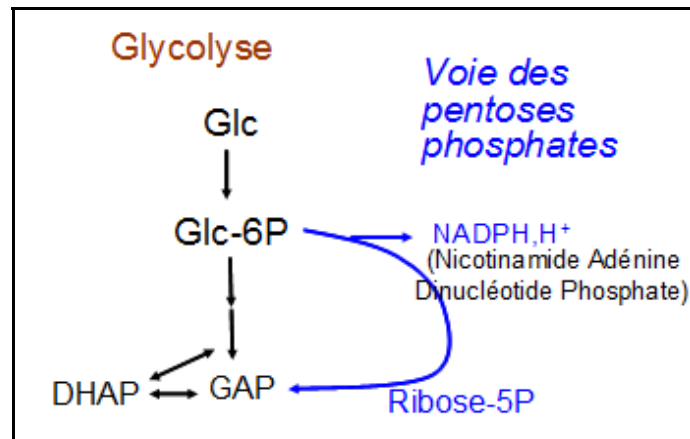 Glycolyse
Voie des
pentoses
phosphates
Glc
Glc-6P
NADPH,H⁺
(Nicotinamide Adénine
Dinucléotide Phosphate)
DHAP
GAP
Ribose-5P